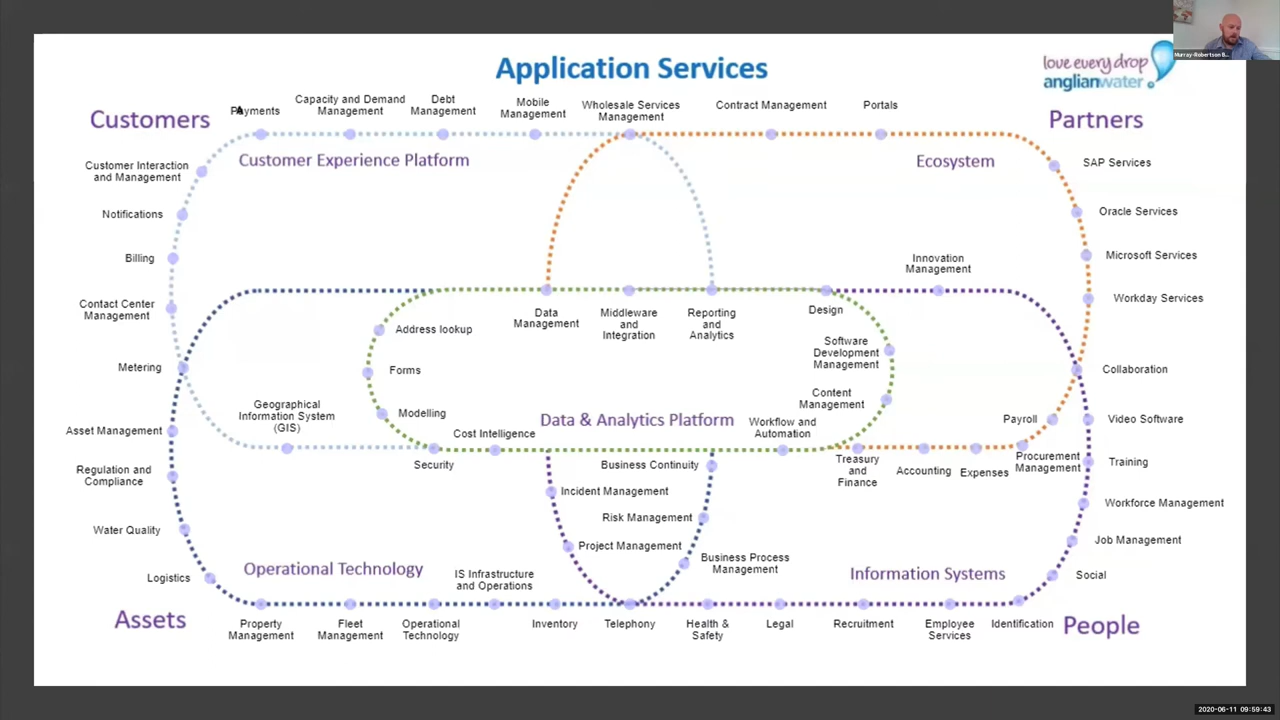 Application Services
love every drop
anglianwater
Murray-Robertson B...
Customers
Partners
Payments
Capacity and Demand
Management
Debt
Management
Mobile
Management
Wholesale Services
Management
Contract Management
Portals
Customer Experience Platform
Ecosystem
Customer Interaction
and Management
Notifications
Billing
Contact Center
Management
Metering
SAP Services
Oracle Services
Microsoft Services
Workday Services
Innovation
Management
Collaboration
Address lookup
Forms
Modelling
Data
Management
Middleware
and
Integration
Reporting
and
Analytics
Design
Software
Development
Management
Content
Management
Workflow and
Automation
Data & Analytics Platform
Geographical
Information System
(GIS)
Cost Intelligence
Security
Payroll
Video Software
Asset Management
Regulation and
Compliance
Water Quality
Logistics
Business Continuity
Incident Management
Risk Management
Project Management
Business Process
Management
Treasury
and
Finance
Accounting
Expenses
Procurement
Management
Training
Workforce Management
Job Management
Social
Operational Technology
IS Infrastructure
and Operations
Information Systems
Assets
People
Property
Management
Fleet
Management
Operational
Technology
Inventory
Telephony
Health &
Safety
Legal
Recruitment
Employee
Services
Identification
2020-06-11 09:59:43